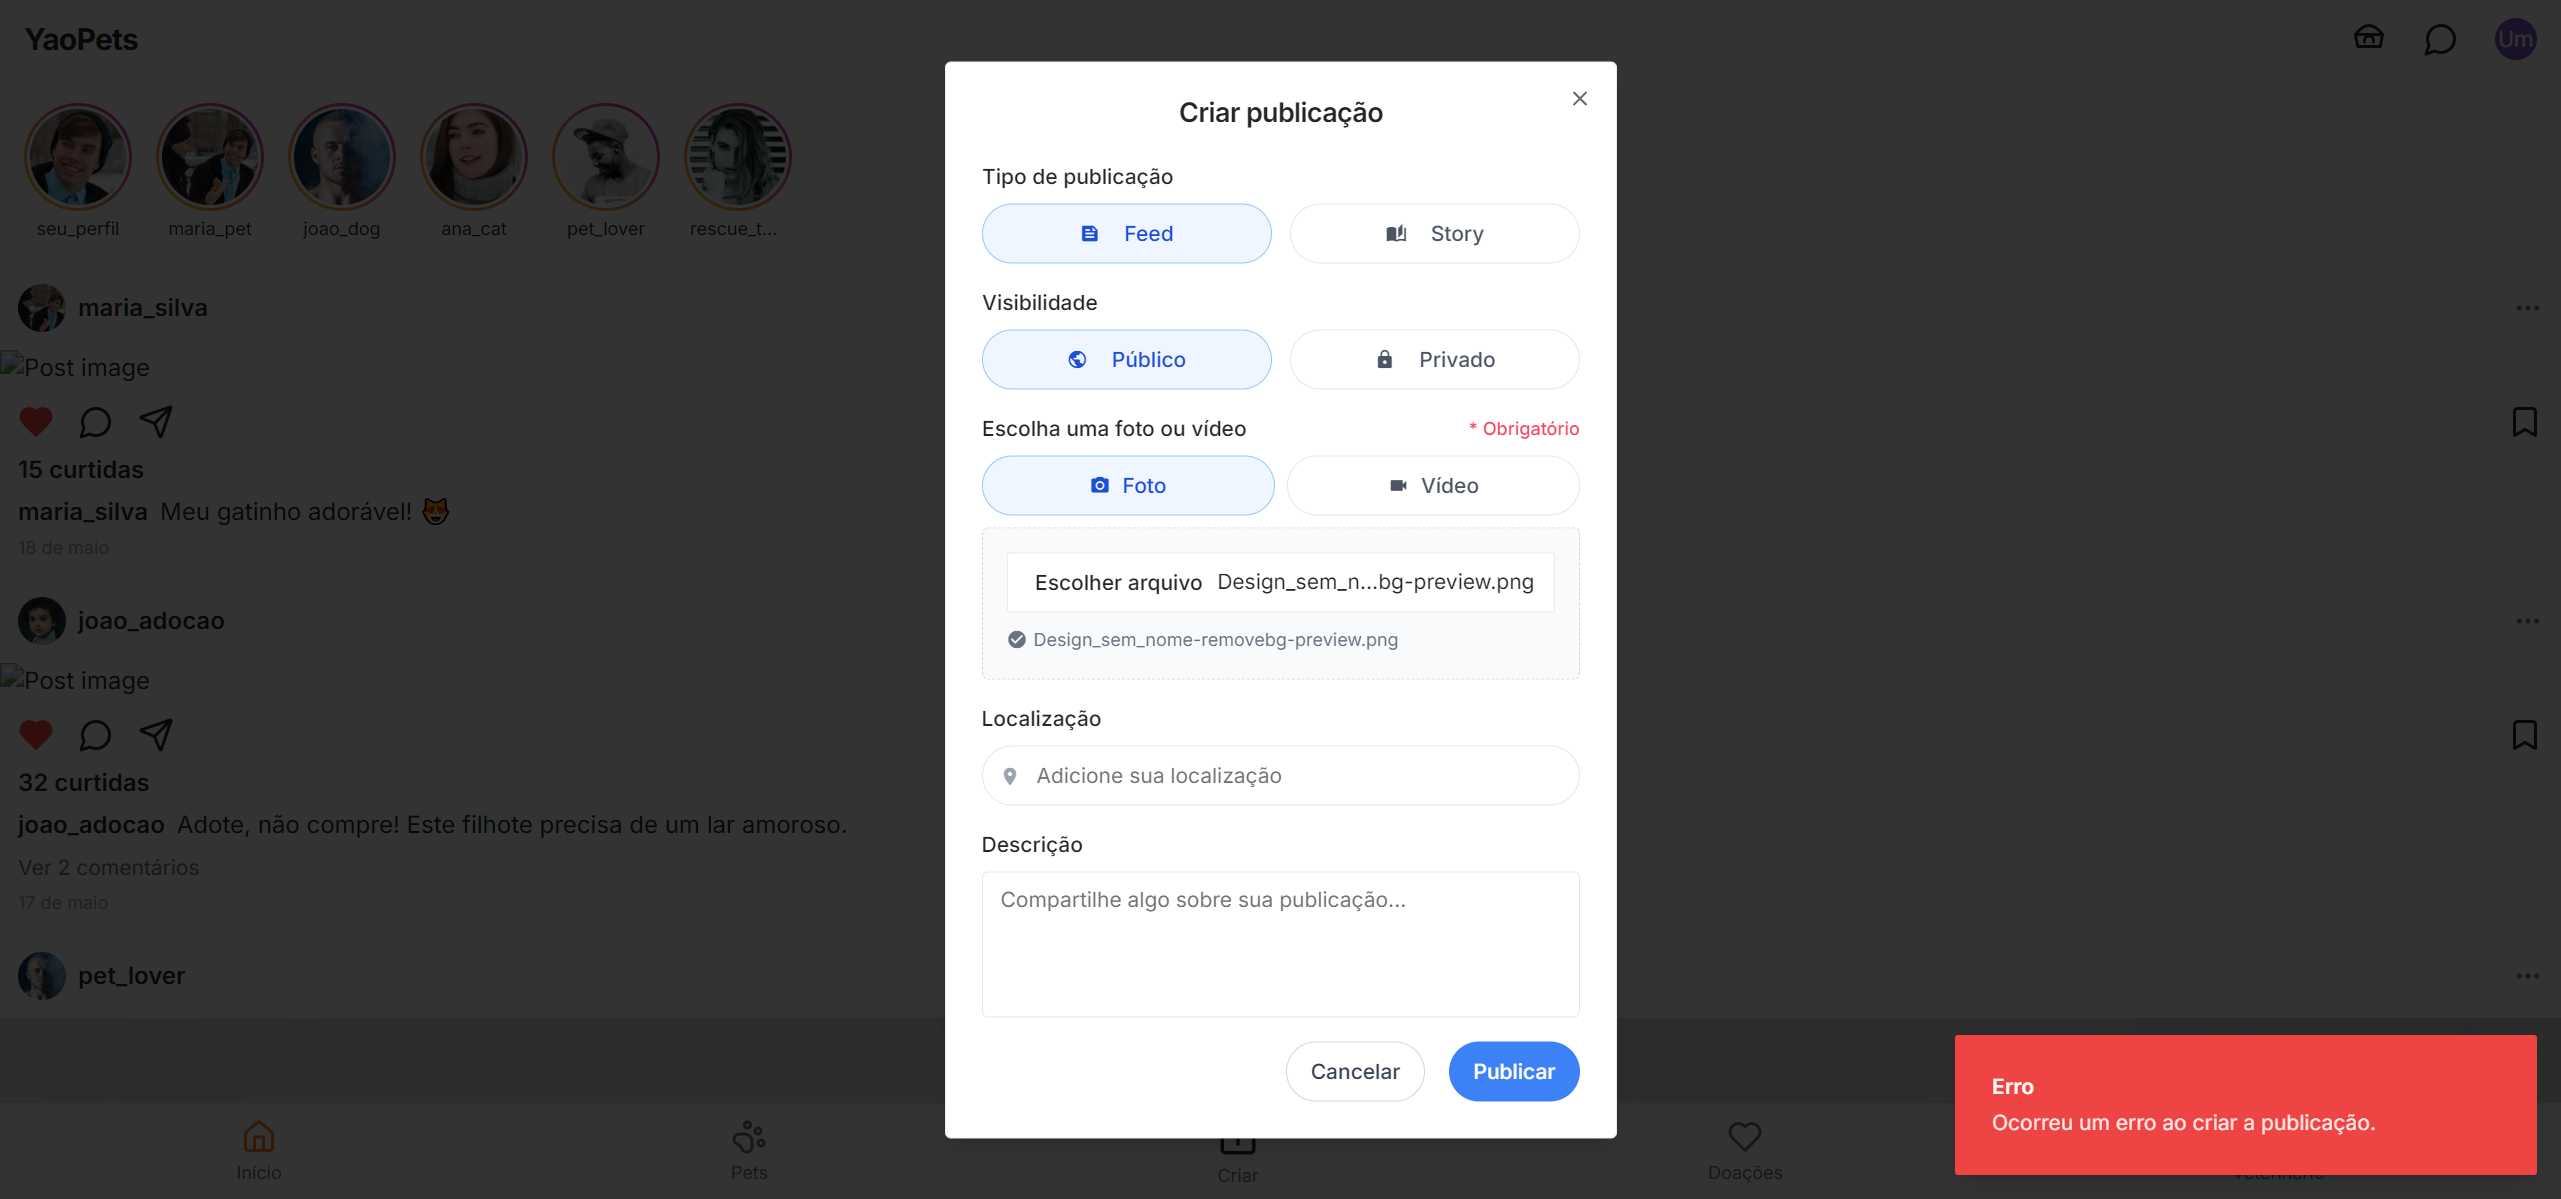 YaoPets
Um
seu_perfil
maria_pet
joao_dog
ana_cat
pet_lover
rescue_t...
maria_silva
Post image
15 curtidas
maria_silva Meu gatinho adorável! 😻
18 de maio
joao_adocao
Post image
32 curtidas
joao_adocao Adote, não compre! Este filhote precisa de um lar amoroso.
Ver 2 comentários
17 de maio
pet_lover
Criar publicação
Tipo de publicação
Feed
Story
Visibilidade
Público
Privado
Escolha uma foto ou vídeo
* Obrigatório
Foto
Vídeo
Escolher arquivo Design_sem_n...bg-preview.png
Design_sem_nome-removebg-preview.png
Localização
Adicione sua localização
Descrição
Compartilhe algo sobre sua publicação...
Cancelar
Publicar
Início
Pets
Criar
Doações
Erro
Ocorreu um erro ao criar a publicação.